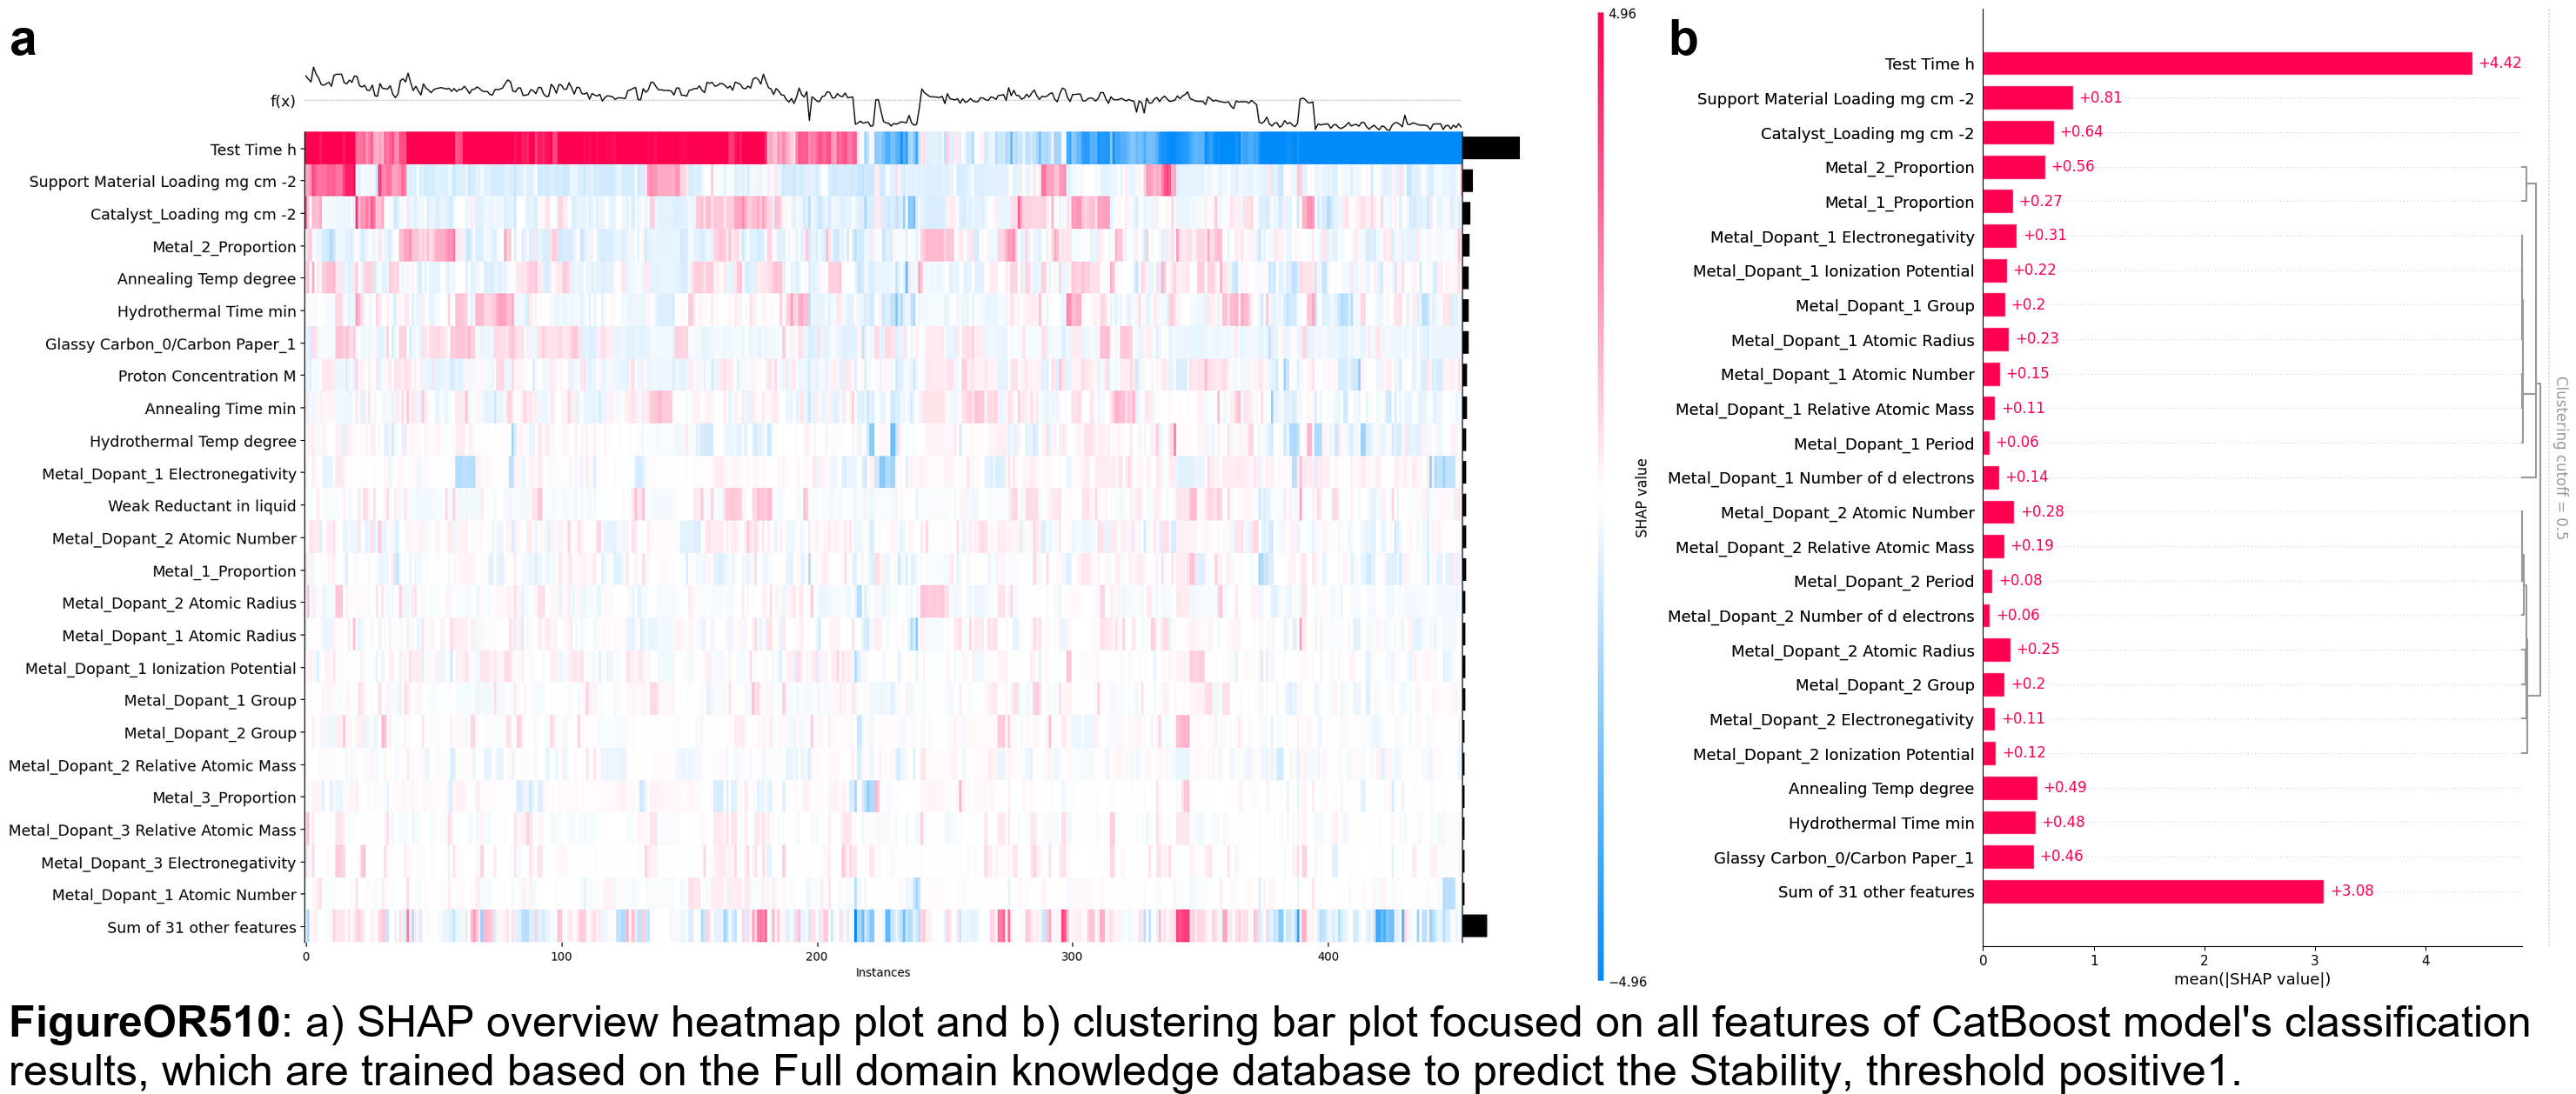 a
f(x)
Test Time h
Support Material Loading mg cm -2
Catalyst_Loading mg cm -2
Metal_2_Proportion
Annealing Temp degree
Hydrothermal Time min
Glassy Carbon_0/Carbon Paper_1
Proton Concentration M
Annealing Time min
Hydrothermal Temp degree
Metal_Dopant_1 Electronegativity
Weak Reductant in liquid
Metal_Dopant_2 Atomic Number
Metal_1_Proportion
Metal_Dopant_2 Atomic Radius
Metal_Dopant_1 Atomic Radius
Metal_Dopant_1 Ionization Potential
Metal_Dopant_1 Group
Metal_Dopant_2 Group
Metal_Dopant_2 Relative Atomic Mass
Metal_3_Proportion
Metal_Dopant_3 Relative Atomic Mass
Metal_Dopant_3 Electronegativity
Metal_Dopant_1 Atomic Number
Sum of 31 other features
0 100 200 300 400
Instances
4.96
SHAP value
−4.96
b
Test Time h +4.42
Support Material Loading mg cm -2 +0.81
Catalyst_Loading mg cm -2 +0.64
Metal_2_Proportion +0.56
Metal_1_Proportion +0.27
Metal_Dopant_1 Electronegativity +0.31
Metal_Dopant_1 Ionization Potential +0.22
Metal_Dopant_1 Group +0.2
Metal_Dopant_1 Atomic Radius +0.23
Metal_Dopant_1 Atomic Number +0.15
Metal_Dopant_1 Relative Atomic Mass +0.11
Metal_Dopant_1 Period +0.06
Metal_Dopant_1 Number of d electrons +0.14
Metal_Dopant_2 Atomic Number +0.28
Metal_Dopant_2 Relative Atomic Mass +0.19
Metal_Dopant_2 Period +0.08
Metal_Dopant_2 Number of d electrons +0.06
Metal_Dopant_2 Atomic Radius +0.25
Metal_Dopant_2 Group +0.2
Metal_Dopant_2 Electronegativity +0.11
Metal_Dopant_2 Ionization Potential +0.12
Annealing Temp degree +0.49
Hydrothermal Time min +0.48
Glassy Carbon_0/Carbon Paper_1 +0.46
Sum of 31 other features +3.08
0 1 2 3 4
mean(|SHAP value|)
Clustering cutoff = 0.5
FigureOR510: a) SHAP overview heatmap plot and b) clustering bar plot focused on all features of CatBoost model's classification
results, which are trained based on the Full domain knowledge database to predict the Stability, threshold positive1.